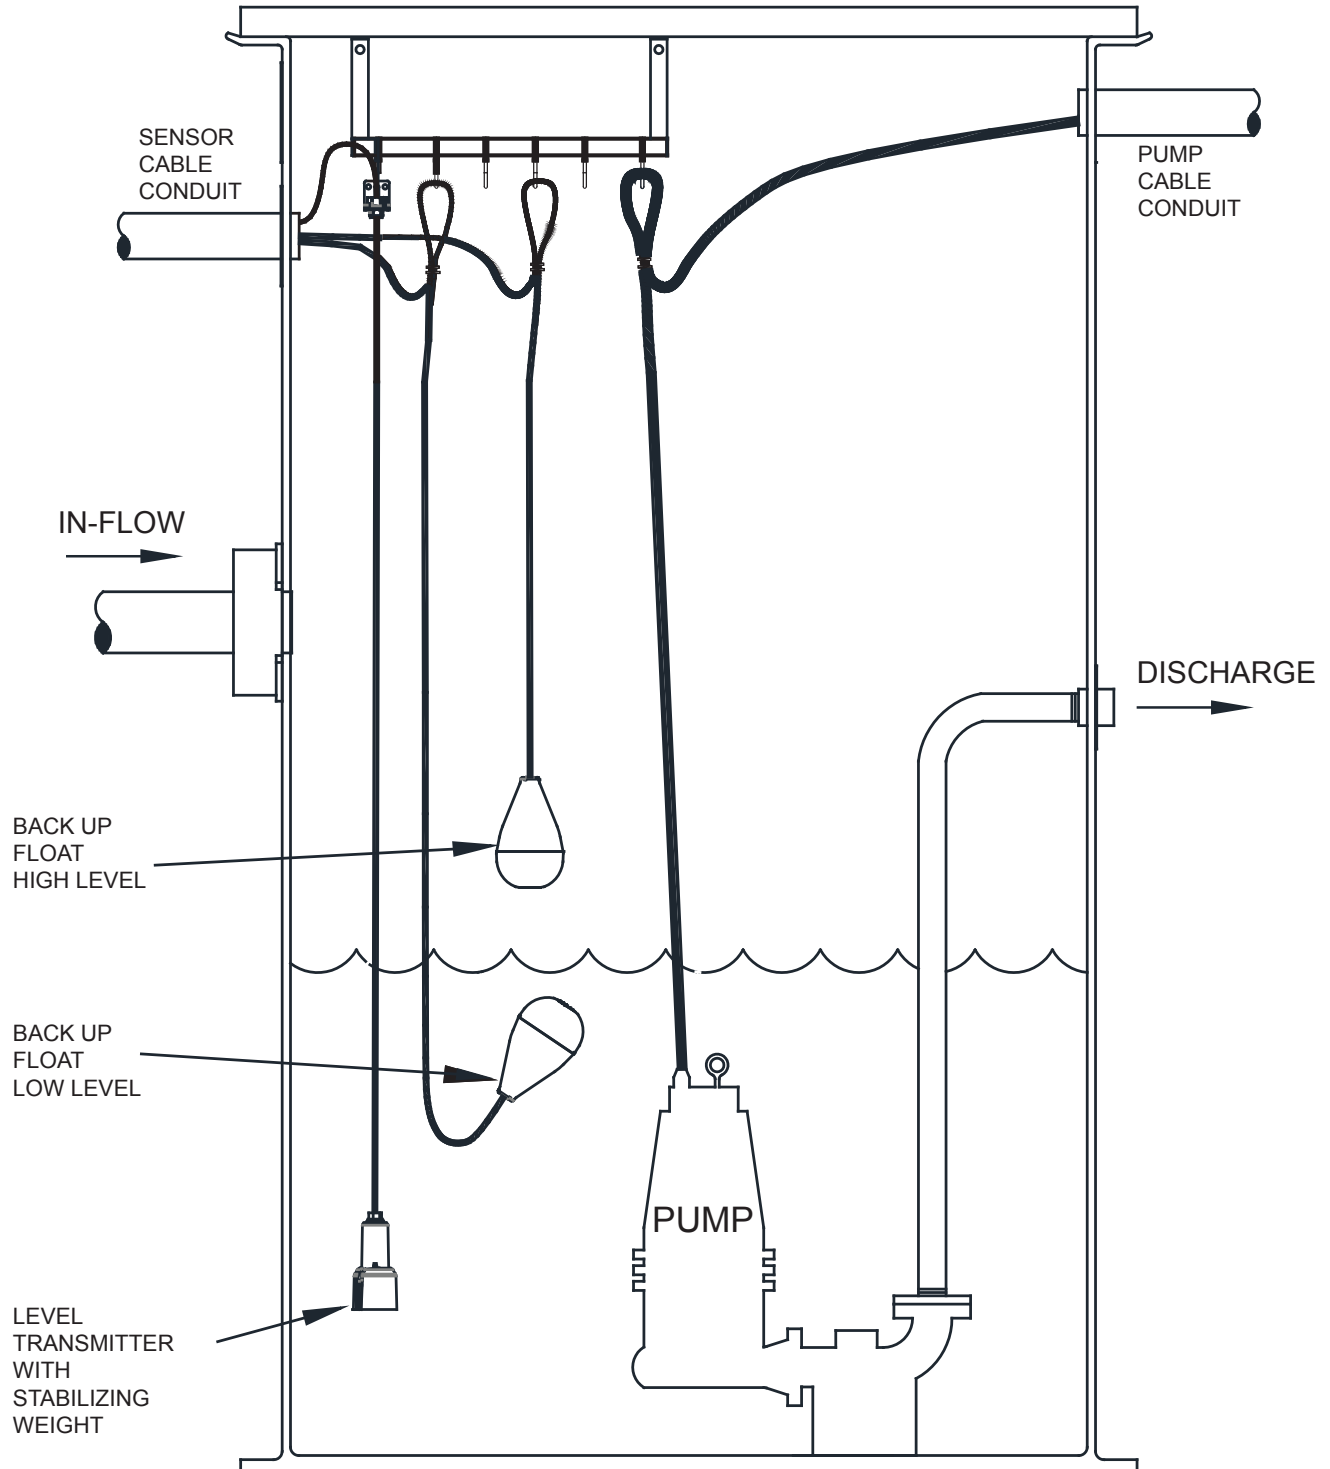 SENSOR
CABLE
CONDUIT
PUMP
CABLE
CONDUIT
IN-FLOW
DISCHARGE
BACK UP
FLOAT
HIGH LEVEL
BACK UP
FLOAT
LOW LEVEL
PUMP
LEVEL
TRANSMITTER
WITH
STABILIZING
WEIGHT